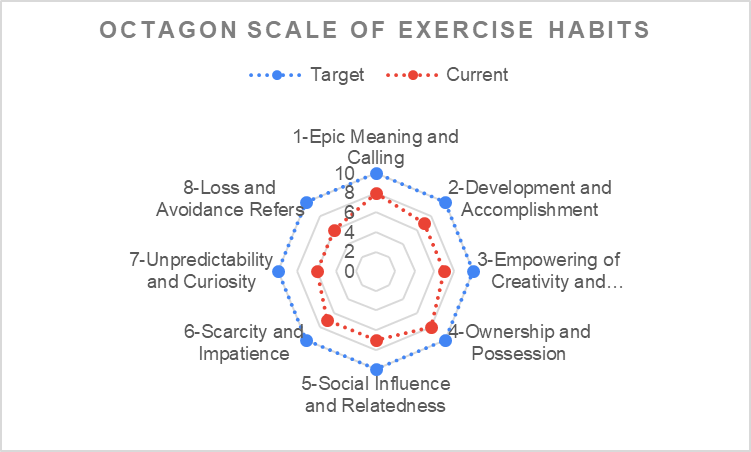 OCTAGON SCALE OF EXERCISE HABITS
Target
Current
1-Epic Meaning and
Calling
2-Development and
Accomplishment
3-Empowering of
Creativity and...
4-Ownership and
Possession
5-Social Influence
and Relatedness
6-Scarcity and
Impatience
7-Unpredictability
and Curiosity
8-Loss and
Avoidance Refers
10
8
6
4
2
0